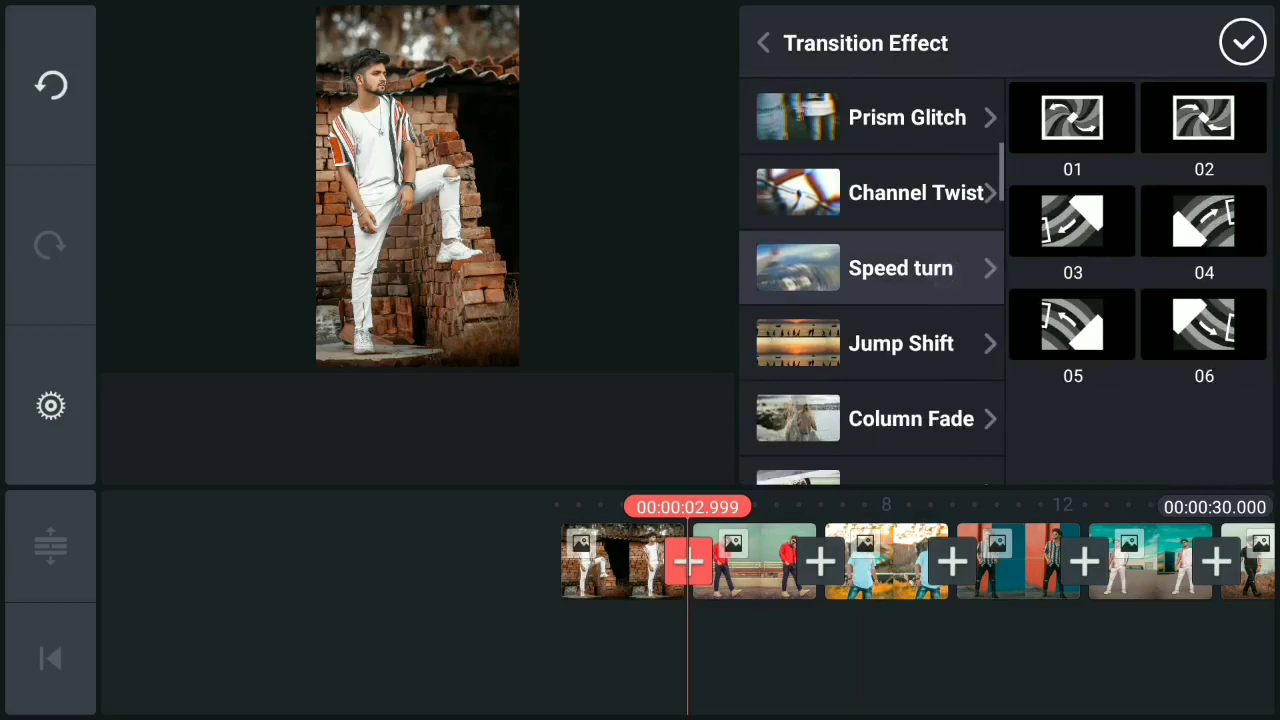 Transition Effect
Prism Glitch
Channel Twist
Speed turn
Jump Shift
Column Fade
01
02
03
04
05
06
00:00:02.999
8
12
00:00:30.000